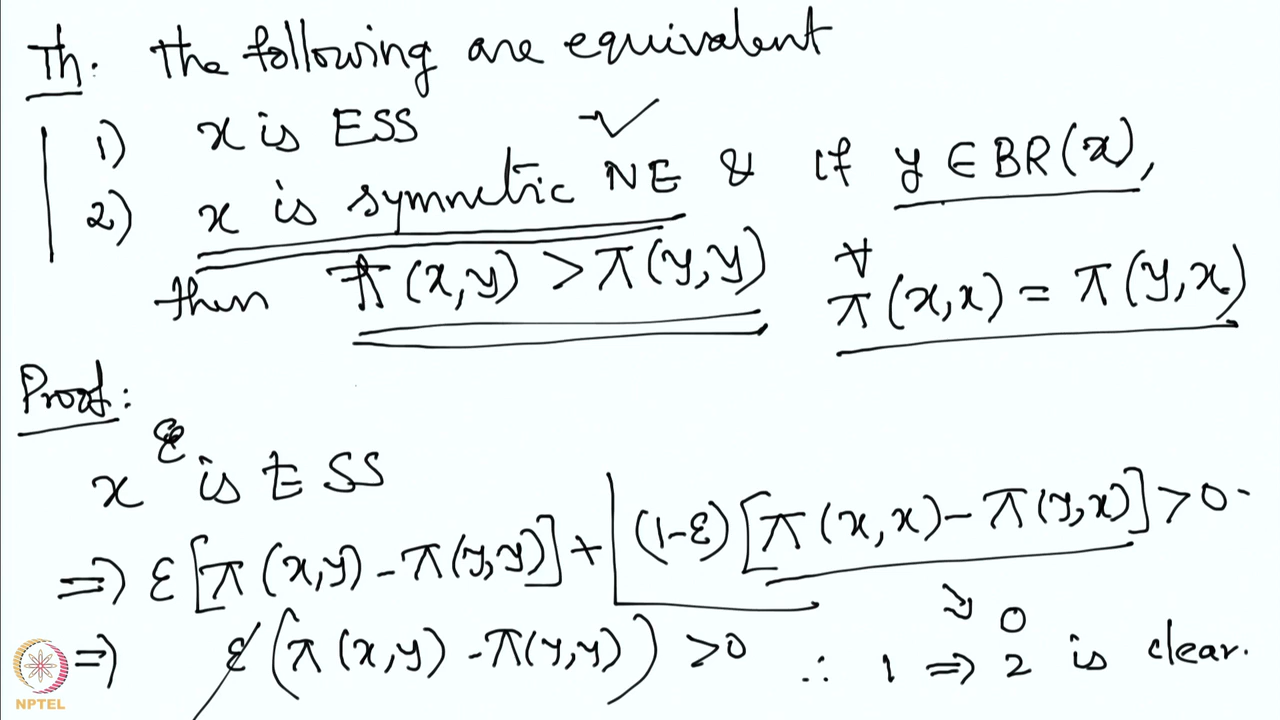 Th: The following are equivalent
1) x is ESS
2) x is symmetric NE & if y ∈ BR(x),
then π(x,y) > π(y,y) ∀ π(x,x) = π(y,x)
Proof:
x is ESS
=> ε[π(x,y) - π(y,y)] + (1-ε)[π(x,x) - π(y,x)] > 0.
↘ 0
=> ε(π(x,y) - π(y,y)) > 0 ∴ 1 => 2 is clear.
NPTEL